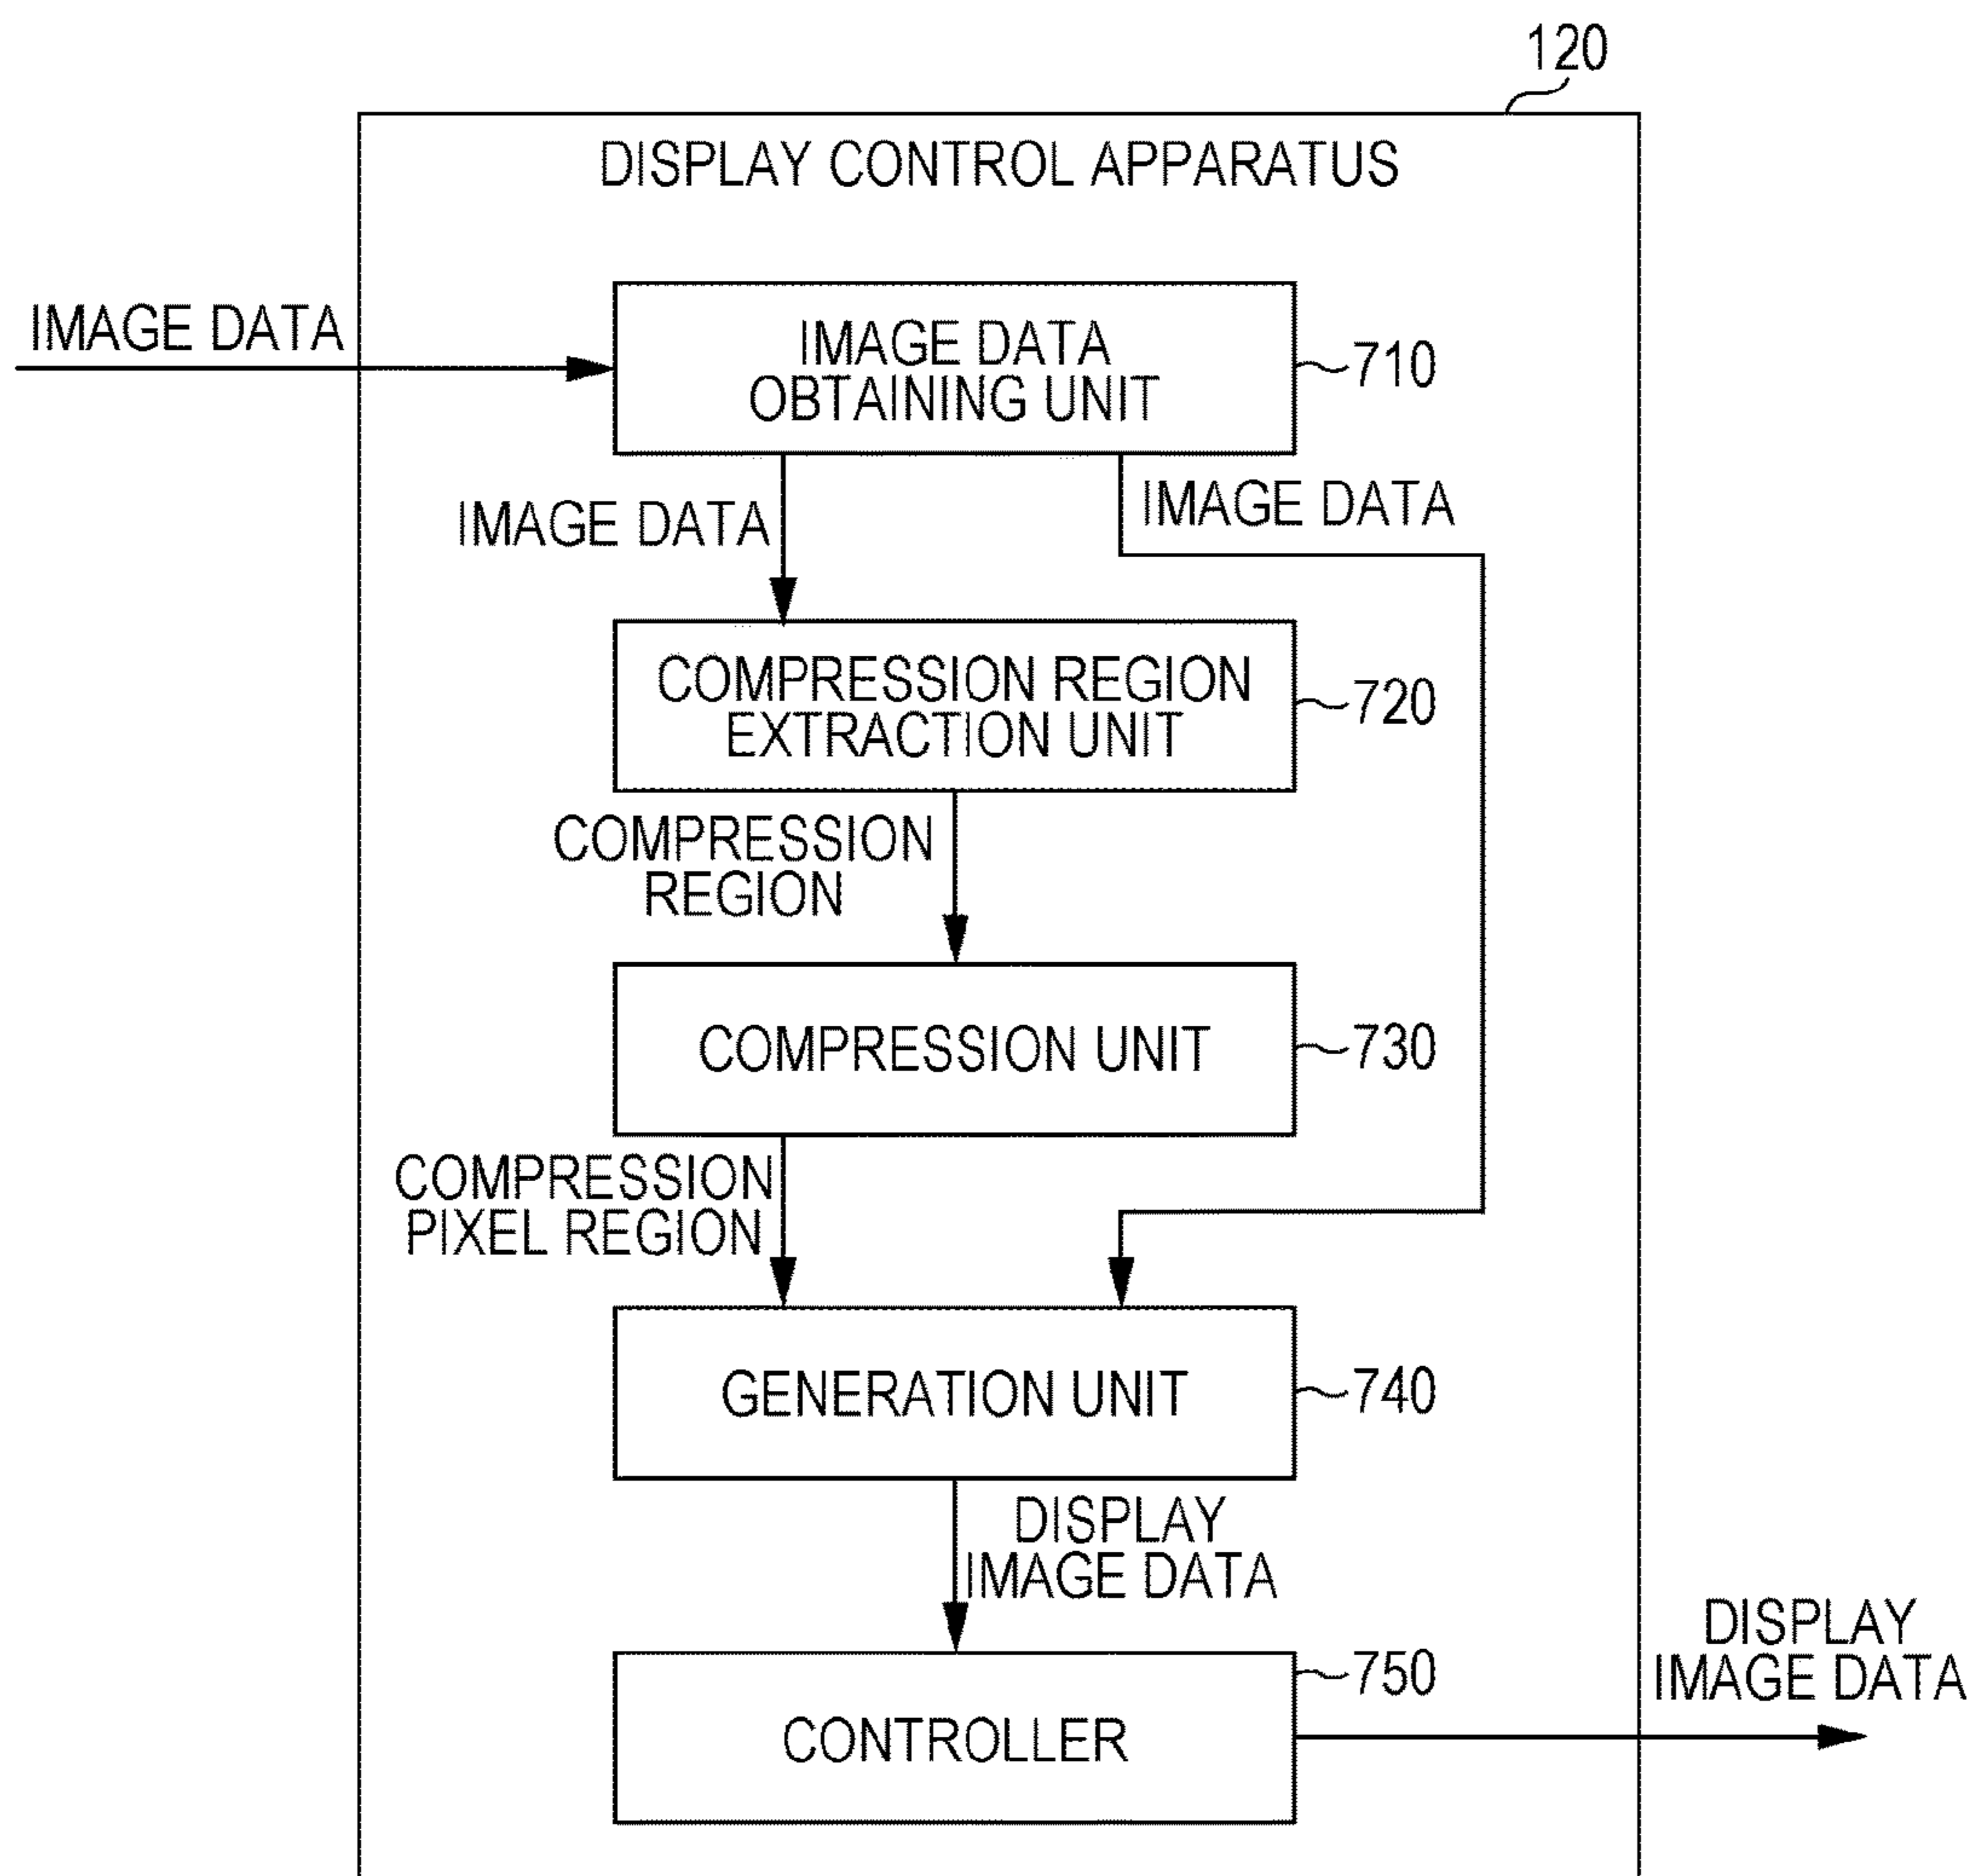 120
DISPLAY CONTROL APPARATUS
IMAGE DATA
IMAGE DATA
OBTAINING UNIT
710
IMAGE DATA
IMAGE DATA
COMPRESSION REGION
EXTRACTION UNIT
720
COMPRESSION
REGION
COMPRESSION UNIT
730
COMPRESSION
PIXEL REGION
GENERATION UNIT
740
DISPLAY
IMAGE DATA
CONTROLLER
750
DISPLAY
IMAGE DATA